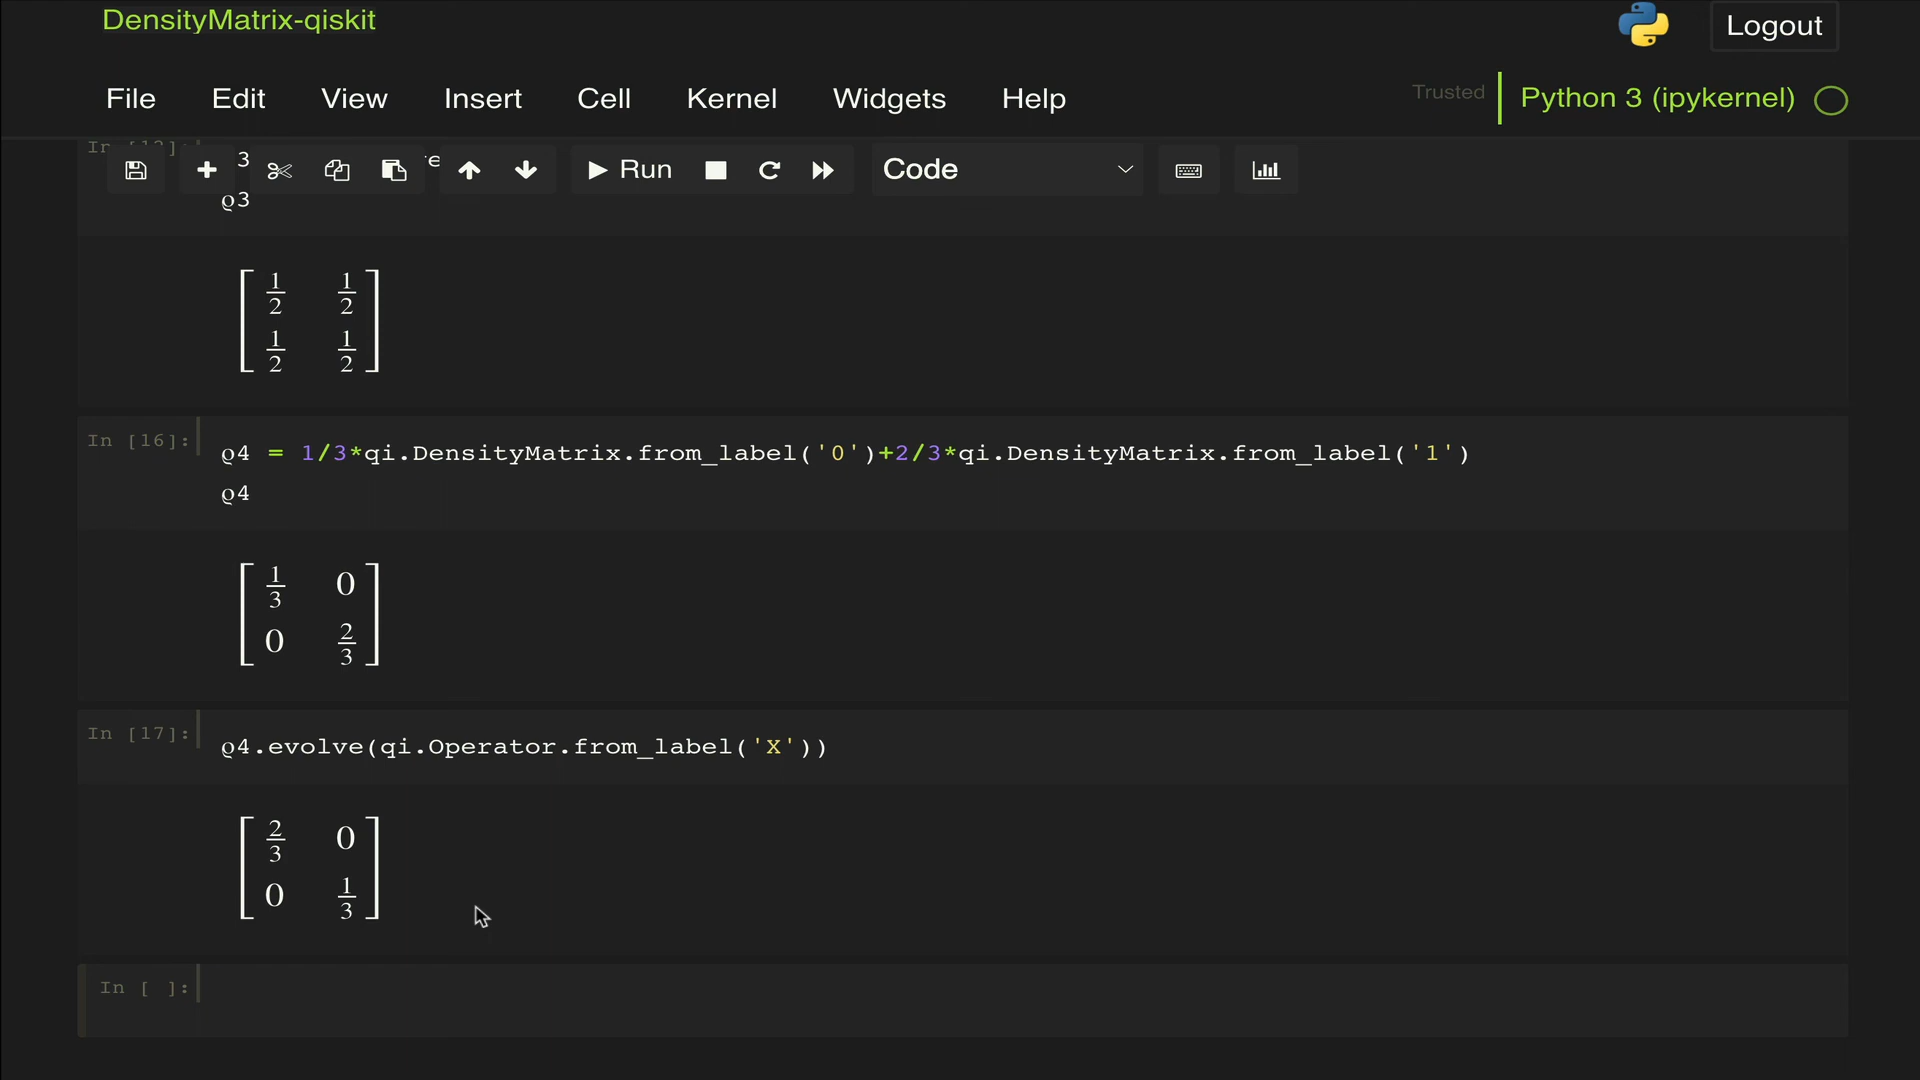 DensityMatrix-qiskit
Logout
File Edit View Insert Cell Kernel Widgets Help
Trusted
Python 3 (ipykernel)
3
Run
Code
ϱ3
1/2 1/2
1/2 1/2
In [16]:
ϱ4 = 1/3*qi.DensityMatrix.from_label('0')+2/3*qi.DensityMatrix.from_label('1')
ϱ4
1/3 0
0 2/3
In [17]:
ϱ4.evolve(qi.Operator.from_label('X'))
2/3 0
0 1/3
In [ ]: